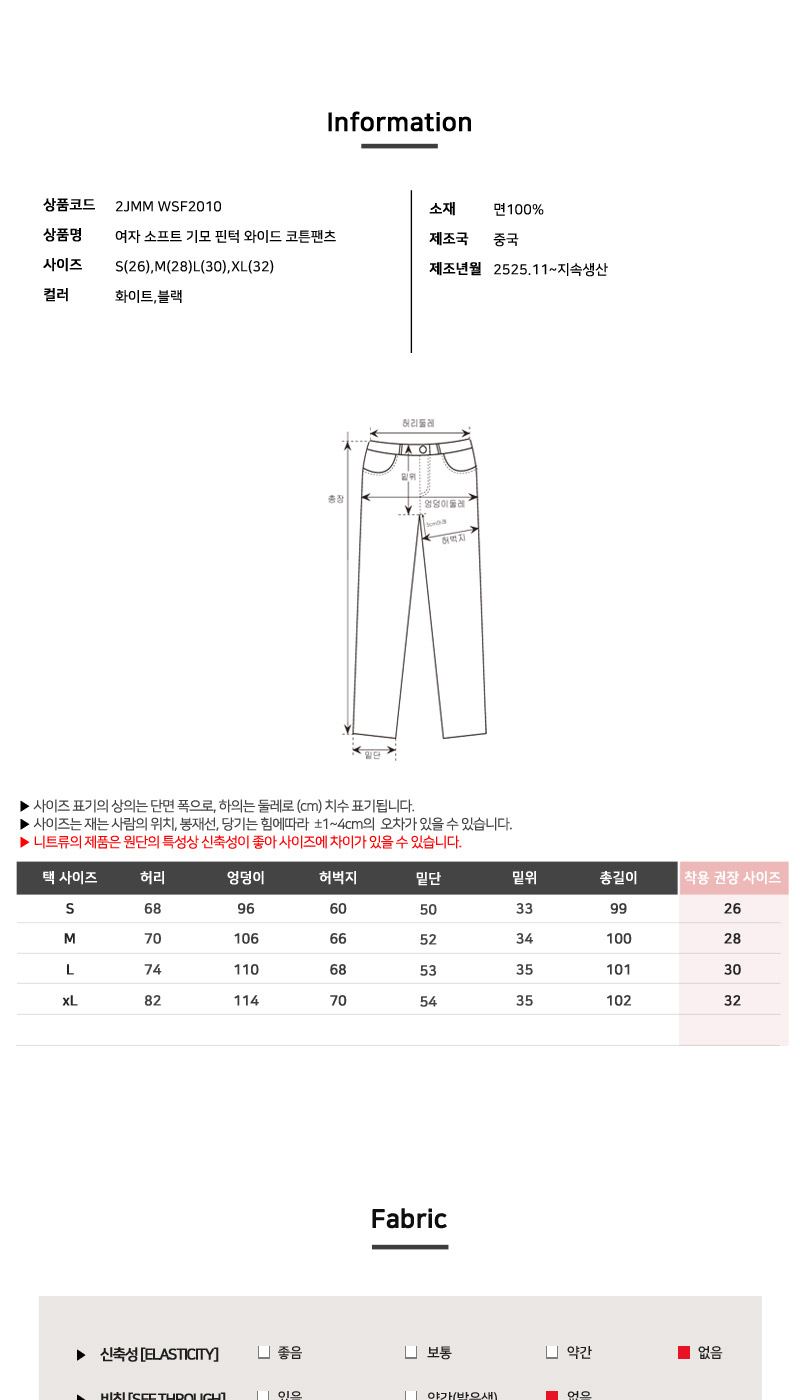 Information
상품코드 2JMM WSF2010
상품명 여자 소프트 기모 핀턱 와이드 코튼팬츠
사이즈 S(26),M(28)L(30),XL(32)
컬러 화이트,블랙
소재 면100%
제조국 중국
제조년월 2525.11~지속생산
허리둘레
밑위
총장
엉덩이둘레
허벅지
밑단
▶ 사이즈 표기의 상의는 단면 폭으로, 하의는 둘레로 (cm) 치수 표기됩니다.
▶ 사이즈는 재는 사람의 위치, 봉재선, 당기는 힘에따라 ±1~4cm의 오차가 있을 수 있습니다.
▶ 니트류의 제품은 원단의 특성상 신축성이 좋아 사이즈에 차이가 있을 수 있습니다.
택 사이즈 허리 엉덩이 허벅지 밑단 밑위 총길이 착용 권장 사이즈
S 68 96 60 50 33 99 26
M 70 106 66 52 34 100 28
L 74 110 68 53 35 101 30
xL 82 114 70 54 35 102 32
Fabric
▶ 신축성 [ELASTICITY] 좋음 보통 약간 없음
▶ 비침 [SEE THROUGH] 있음 약간(밝은색) 없음